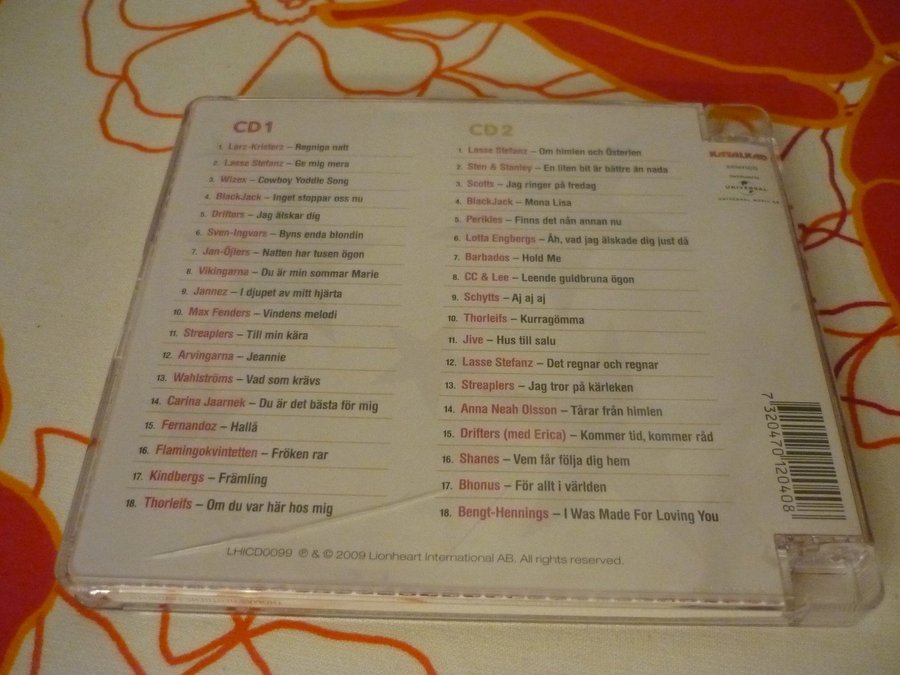 CD 1
1. Larz-Kristerz – Regniga natt
2. Lasse Stefanz – Ge mig mera
3. Wizex – Cowboy Yoddle Song
4. BlackJack – Inget stoppar oss nu
5. Drifters – Jag älskar dig
6. Sven-Ingvars – Byns enda blondin
7. Jan-Öjlers – Natten har tusen ögon
8. Vikingarna – Du är min sommar Marie
9. Jannez – I djupet av mitt hjärta
10. Max Fenders – Vindens melodi
11. Streaplers – Till min kära
12. Arvingarna – Jeannie
13. Wahlströms – Vad som krävs
14. Carina Jaarnek – Du är det bästa för mig
15. Fernandoz – Hallå
16. Flamingokvintetten – Fröken rar
17. Kindbergs – Främling
18. Thorleifs – Om du var här hos mig
CD 2
1. Lasse Stefanz – Om himlen och Österlen
2. Sten & Stanley – En liten bit är bättre än nada
3. Scotts – Jag ringer på fredag
4. BlackJack – Mona Lisa
5. Perikles – Finns det nån annan nu
6. Lotta Engbergs – Åh, vad jag älskade dig just då
7. Barbados – Hold Me
8. CC & Lee – Leende guldbruna ögon
9. Schytts – Aj aj aj
10. Thorleifs – Kurragömma
11. Jive – Hus till salu
12. Lasse Stefanz – Det regnar och regnar
13. Streaplers – Jag tror på kärleken
14. Anna Neah Olsson – Tårar från himlen
15. Drifters (med Erica) – Kommer tid, kommer råd
16. Shanes – Vem får följa dig hem
17. Bhonus – För allt i världen
18. Bengt-Hennings – I Was Made For Loving You
KAVALKAD
UNIVERSAL
7 320470 120408
LHICD0099 ℗ & © 2009 Lionheart International AB. All rights reserved.